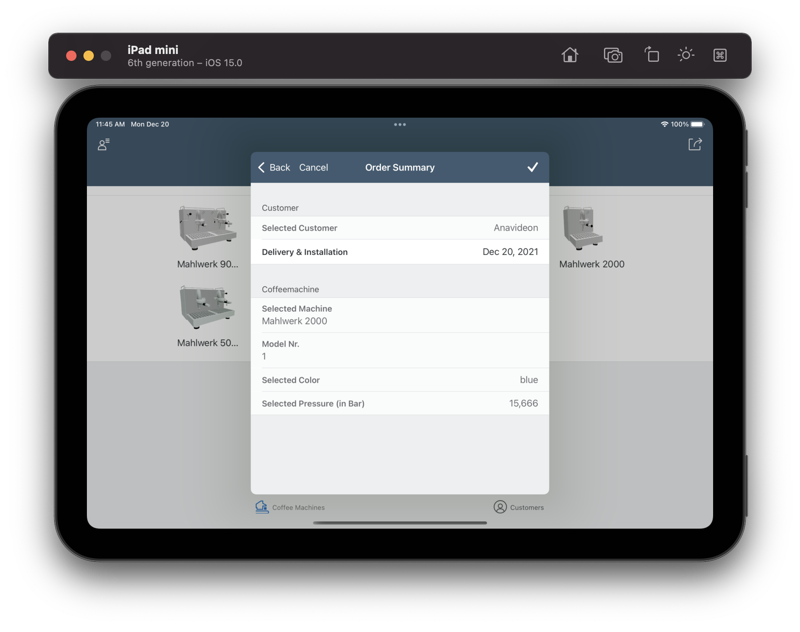 iPad mini
6th generation – iOS 15.0
11:45 AM Mon Dec 20
100%
Back Cancel Order Summary
Customer
Selected Customer Anavideon
Delivery & Installation Dec 20, 2021
Coffeemachine
Selected Machine
Mahlwerk 2000
Model Nr.
1
Selected Color blue
Selected Pressure (in Bar) 15,666
Mahlwerk 90...
Mahlwerk 2000
Mahlwerk 50...
Coffee Machines Customers